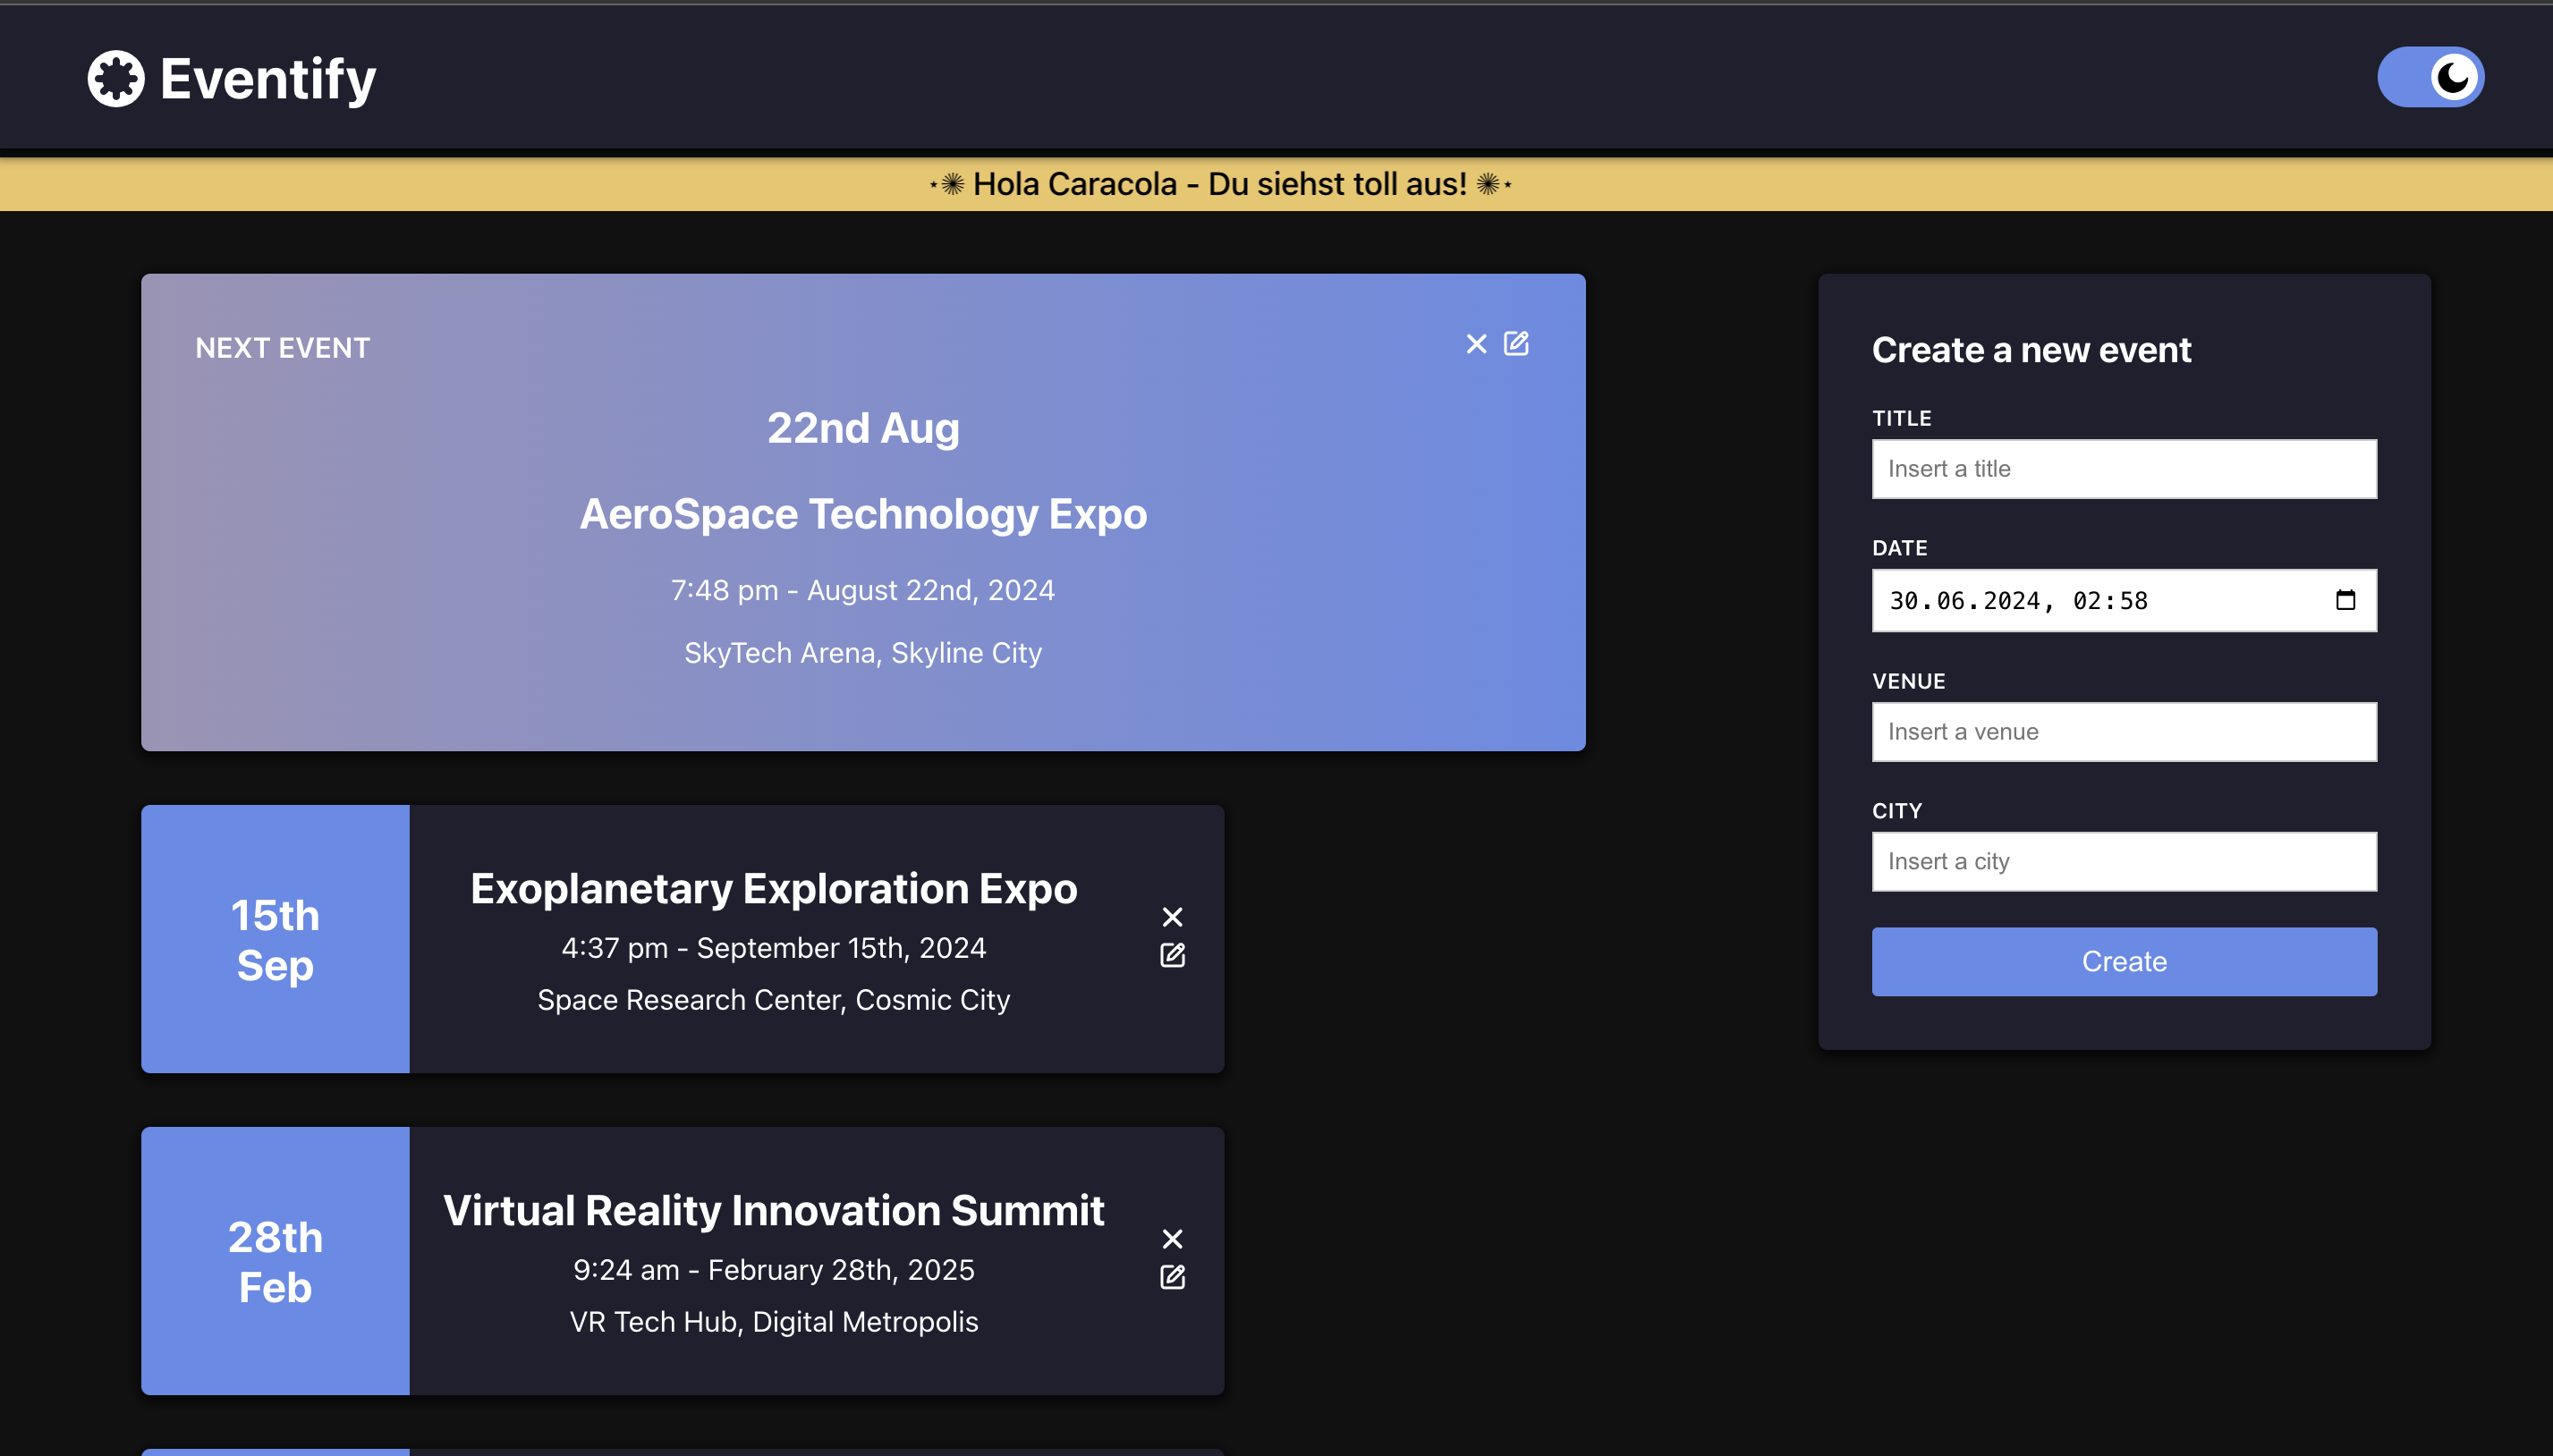 Eventify
⋆✺ Hola Caracola - Du siehst toll aus! ✺⋆
NEXT EVENT
22nd Aug
AeroSpace Technology Expo
7:48 pm - August 22nd, 2024
SkyTech Arena, Skyline City
15th
Sep
Exoplanetary Exploration Expo
4:37 pm - September 15th, 2024
Space Research Center, Cosmic City
28th
Feb
Virtual Reality Innovation Summit
9:24 am - February 28th, 2025
VR Tech Hub, Digital Metropolis
Create a new event
TITLE
Insert a title
DATE
30.06.2024, 02:58
VENUE
Insert a venue
CITY
Insert a city
Create